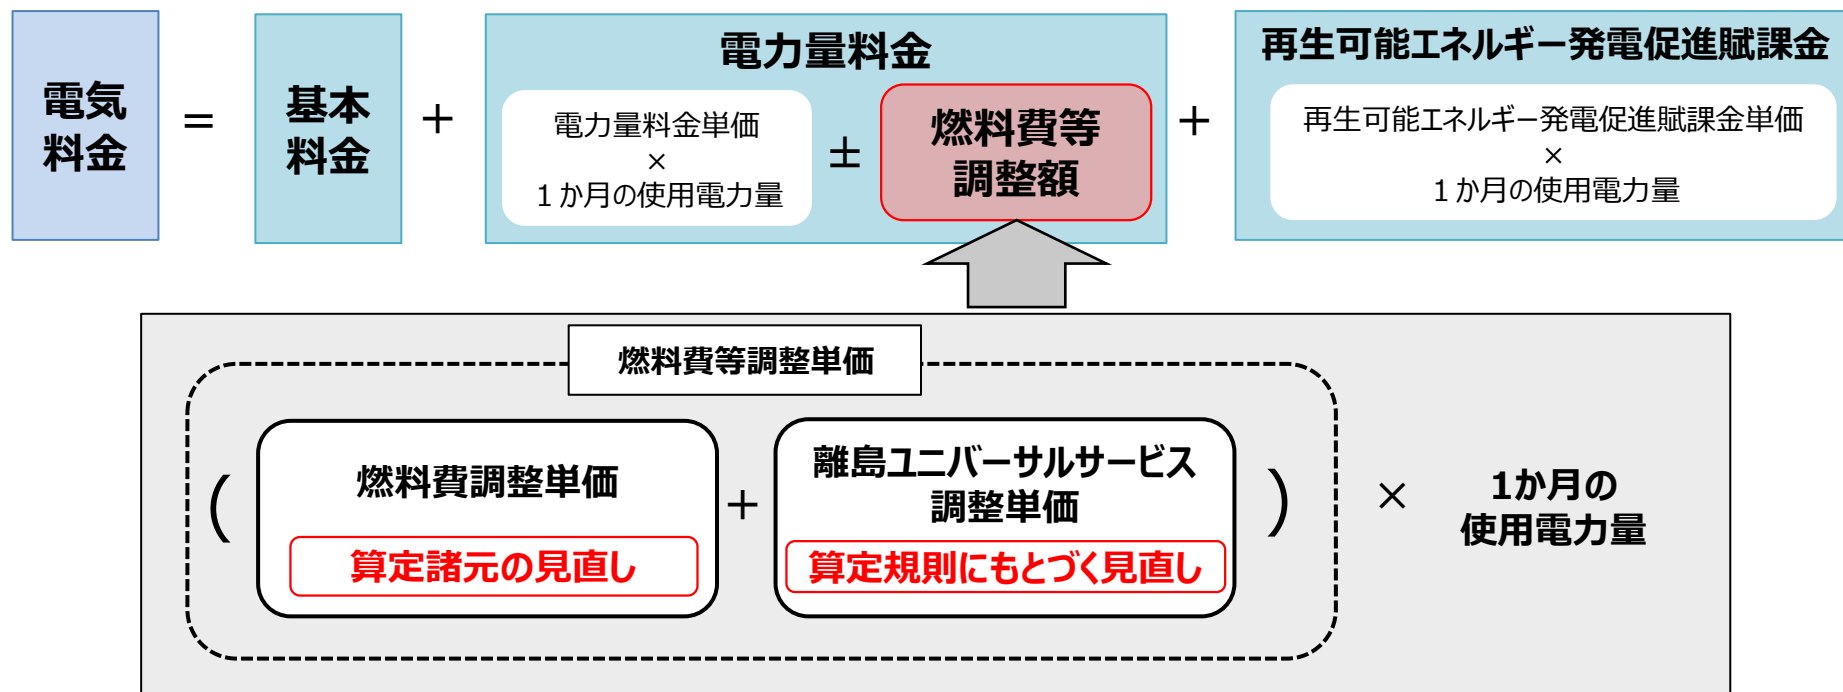 電気
料金
=
基本
料金
+
電力量料金
電力量料金単価
×
1か月の使用電力量
±
燃料費等
調整額
+
再生可能エネルギー発電促進賦課金
再生可能エネルギー発電促進賦課金単価
×
1か月の使用電力量
燃料費等調整単価
(
燃料費調整単価
算定諸元の見直し
+
離島ユニバーサルサービス
調整単価
算定規則にもとづく見直し
)
×
1か月の
使用電力量